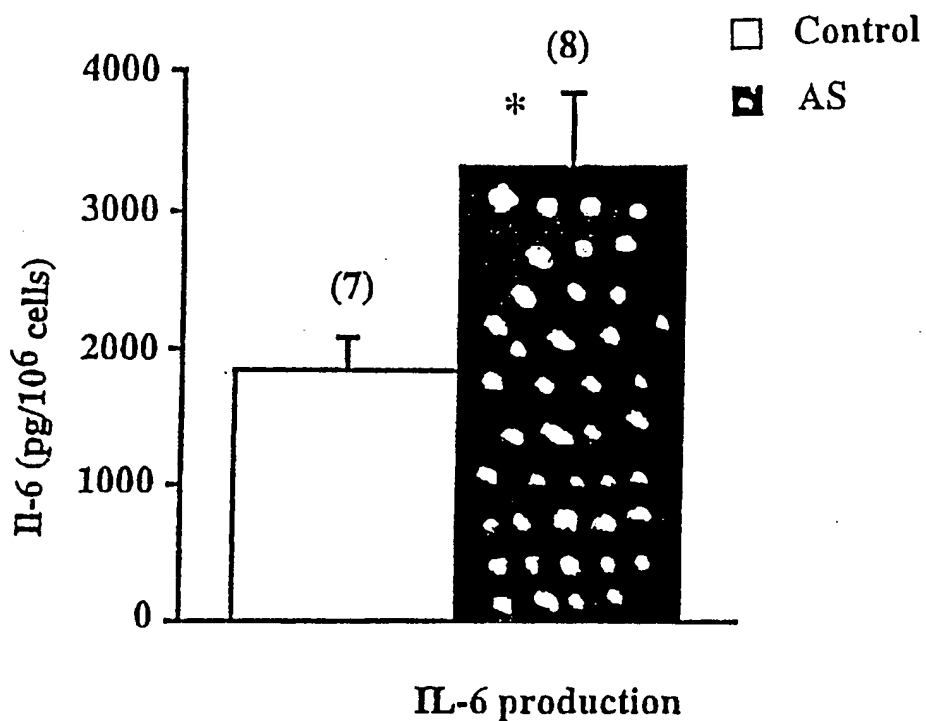 Control
AS
(8)
*
(7)
4000
3000
2000
1000
0
Il-6 (pg/10⁶ cells)
IL-6 production